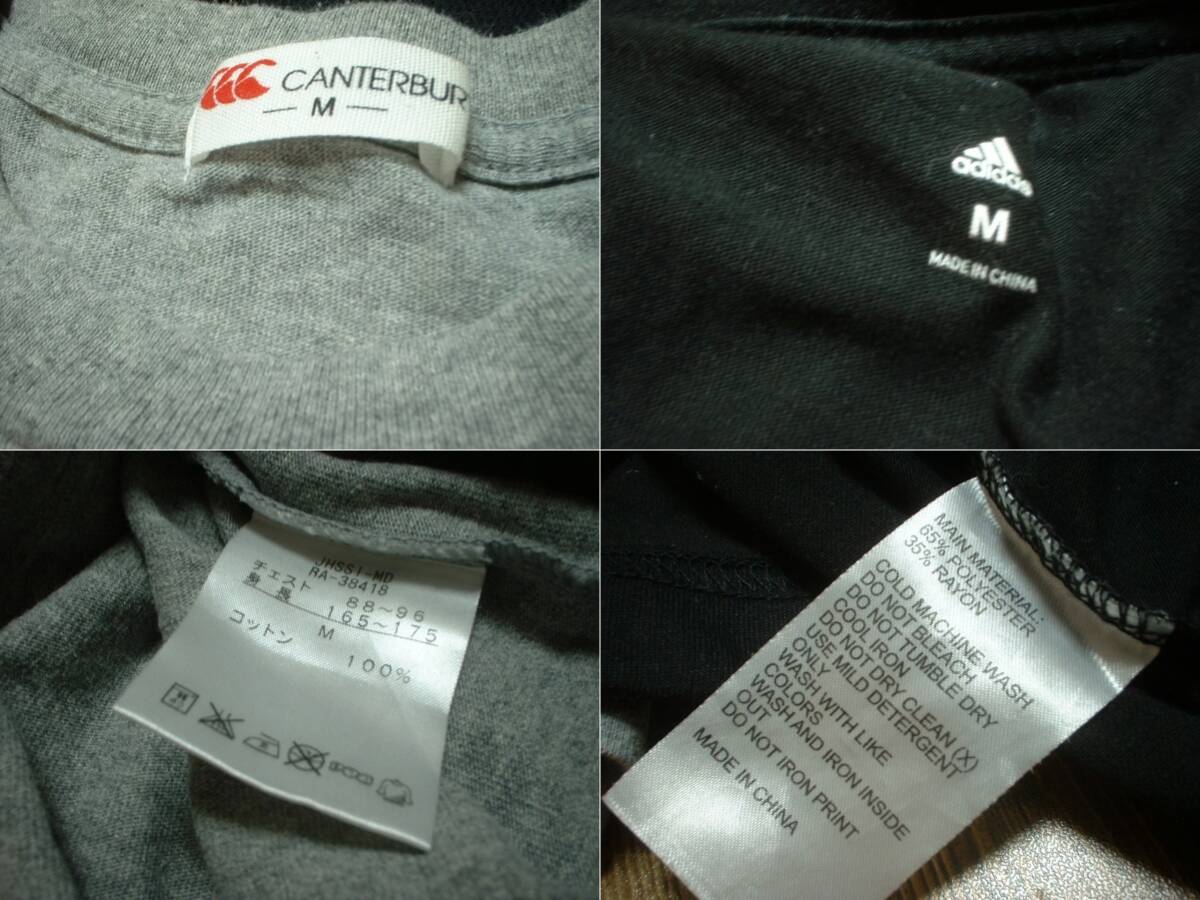 CANTERBUR
— M —
adidas
M
MADE IN CHINA
JHSSI-MD
RA-38418
チェスト 88~96
身長 165~175
M
コットン 100%
MAIN MATERIAL:
65% POLYESTER
35% RAYON
COLD MACHINE WASH
DO NOT BLEACH
COOL IRON
DO NOT TUMBLE DRY
DO NOT DRY CLEAN (X)
USE MILD DETERGENT
ONLY
WASH WITH LIKE
COLORS
WASH AND IRON INSIDE
OUT
DO NOT IRON PRINT
MADE IN CHINA